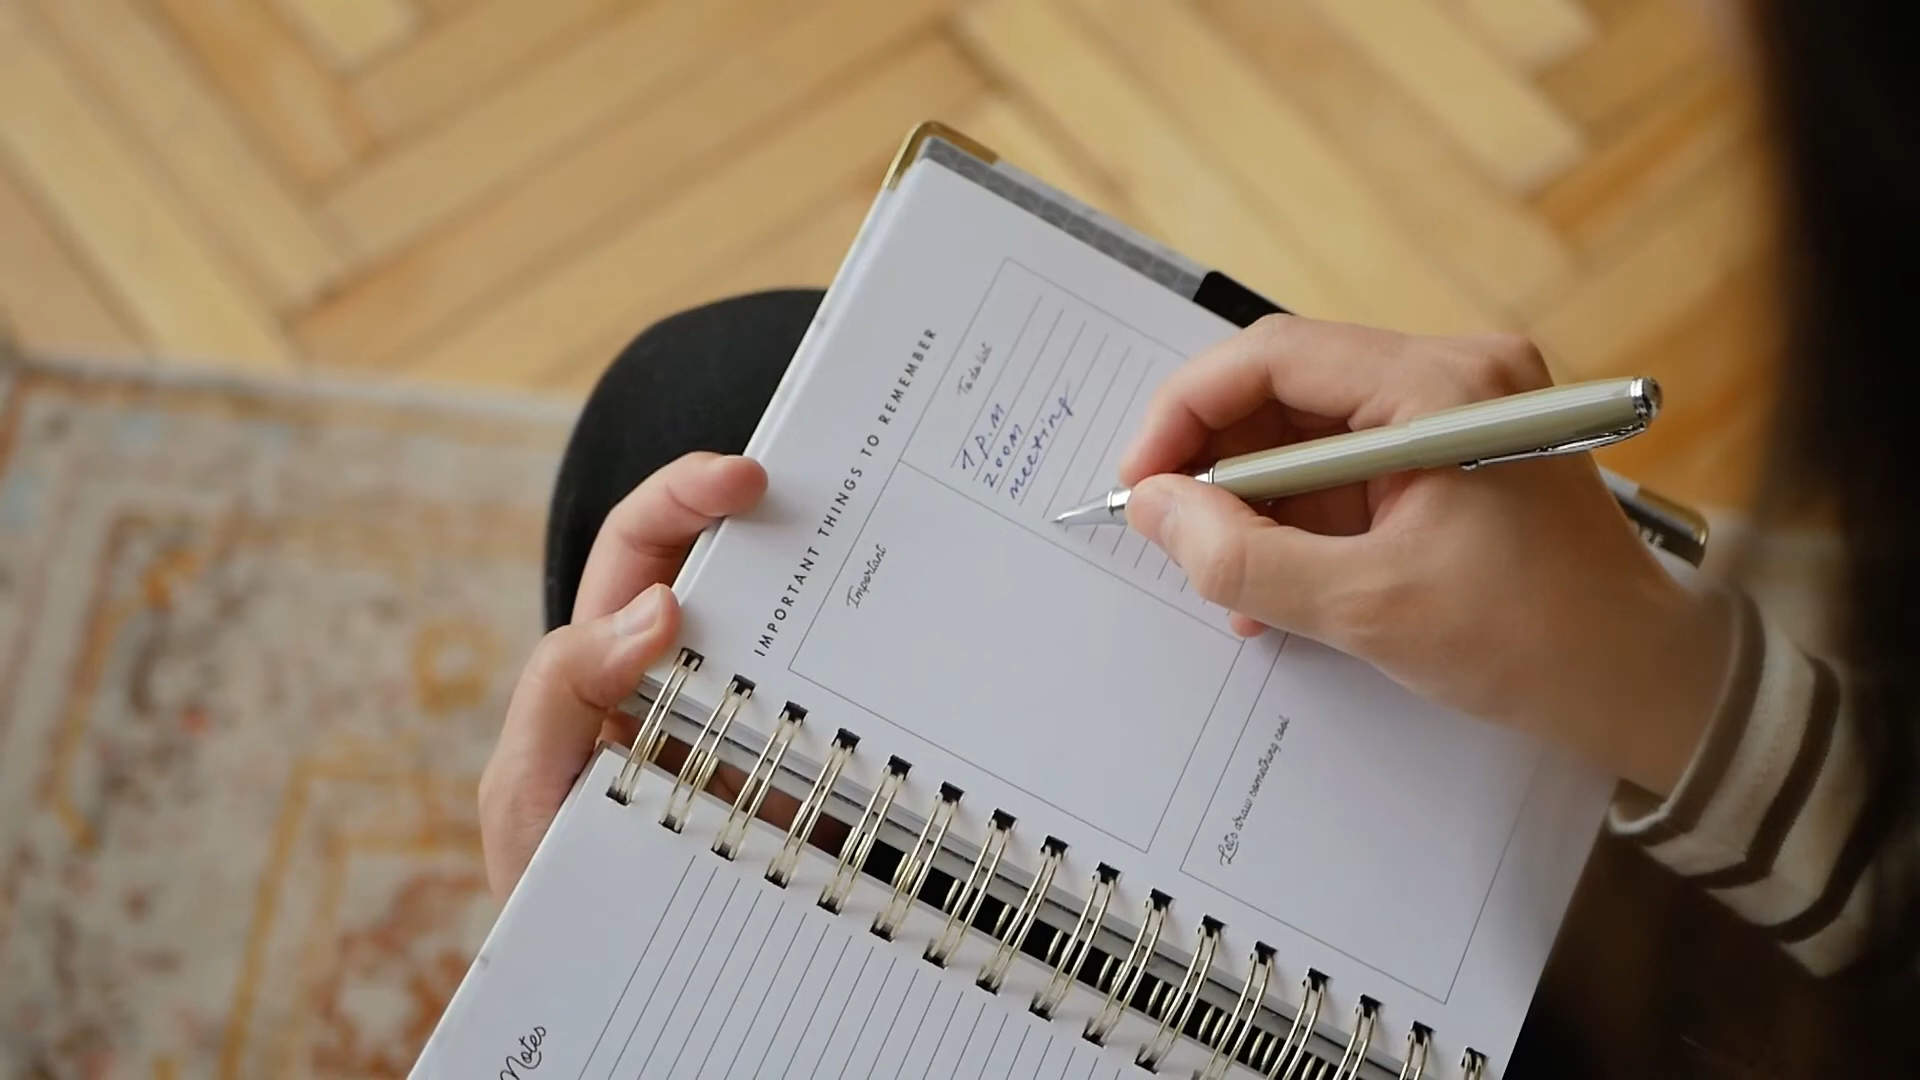 IMPORTANT THINGS TO REMEMBER
To do list
1 P.M
ZOOM
meeting
Important
Let's draw something cool
Notes